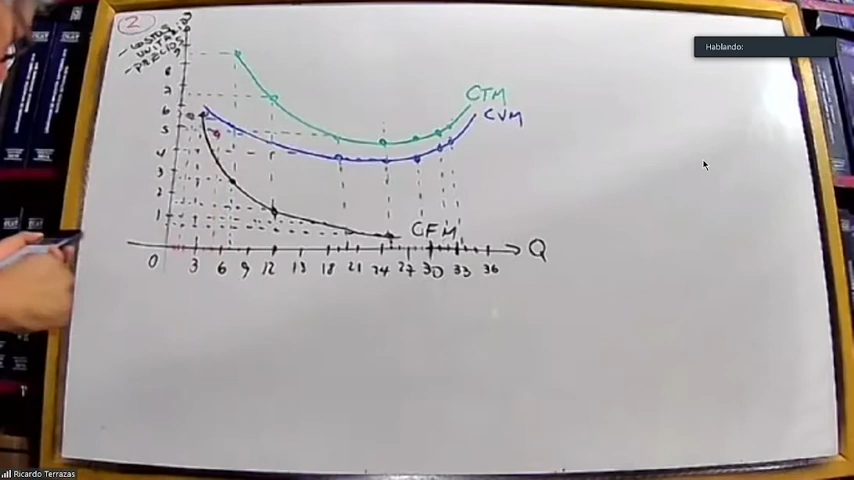 2
- COSTOS
UNITARIOS
- PRECIOS
9
8
7
6
5
4
3
2
1
CTM
CVM
CFM
Q
0 3 6 9 12 15 18 21 24 27 30 33 36
Hablando:
Ricardo Terrazas